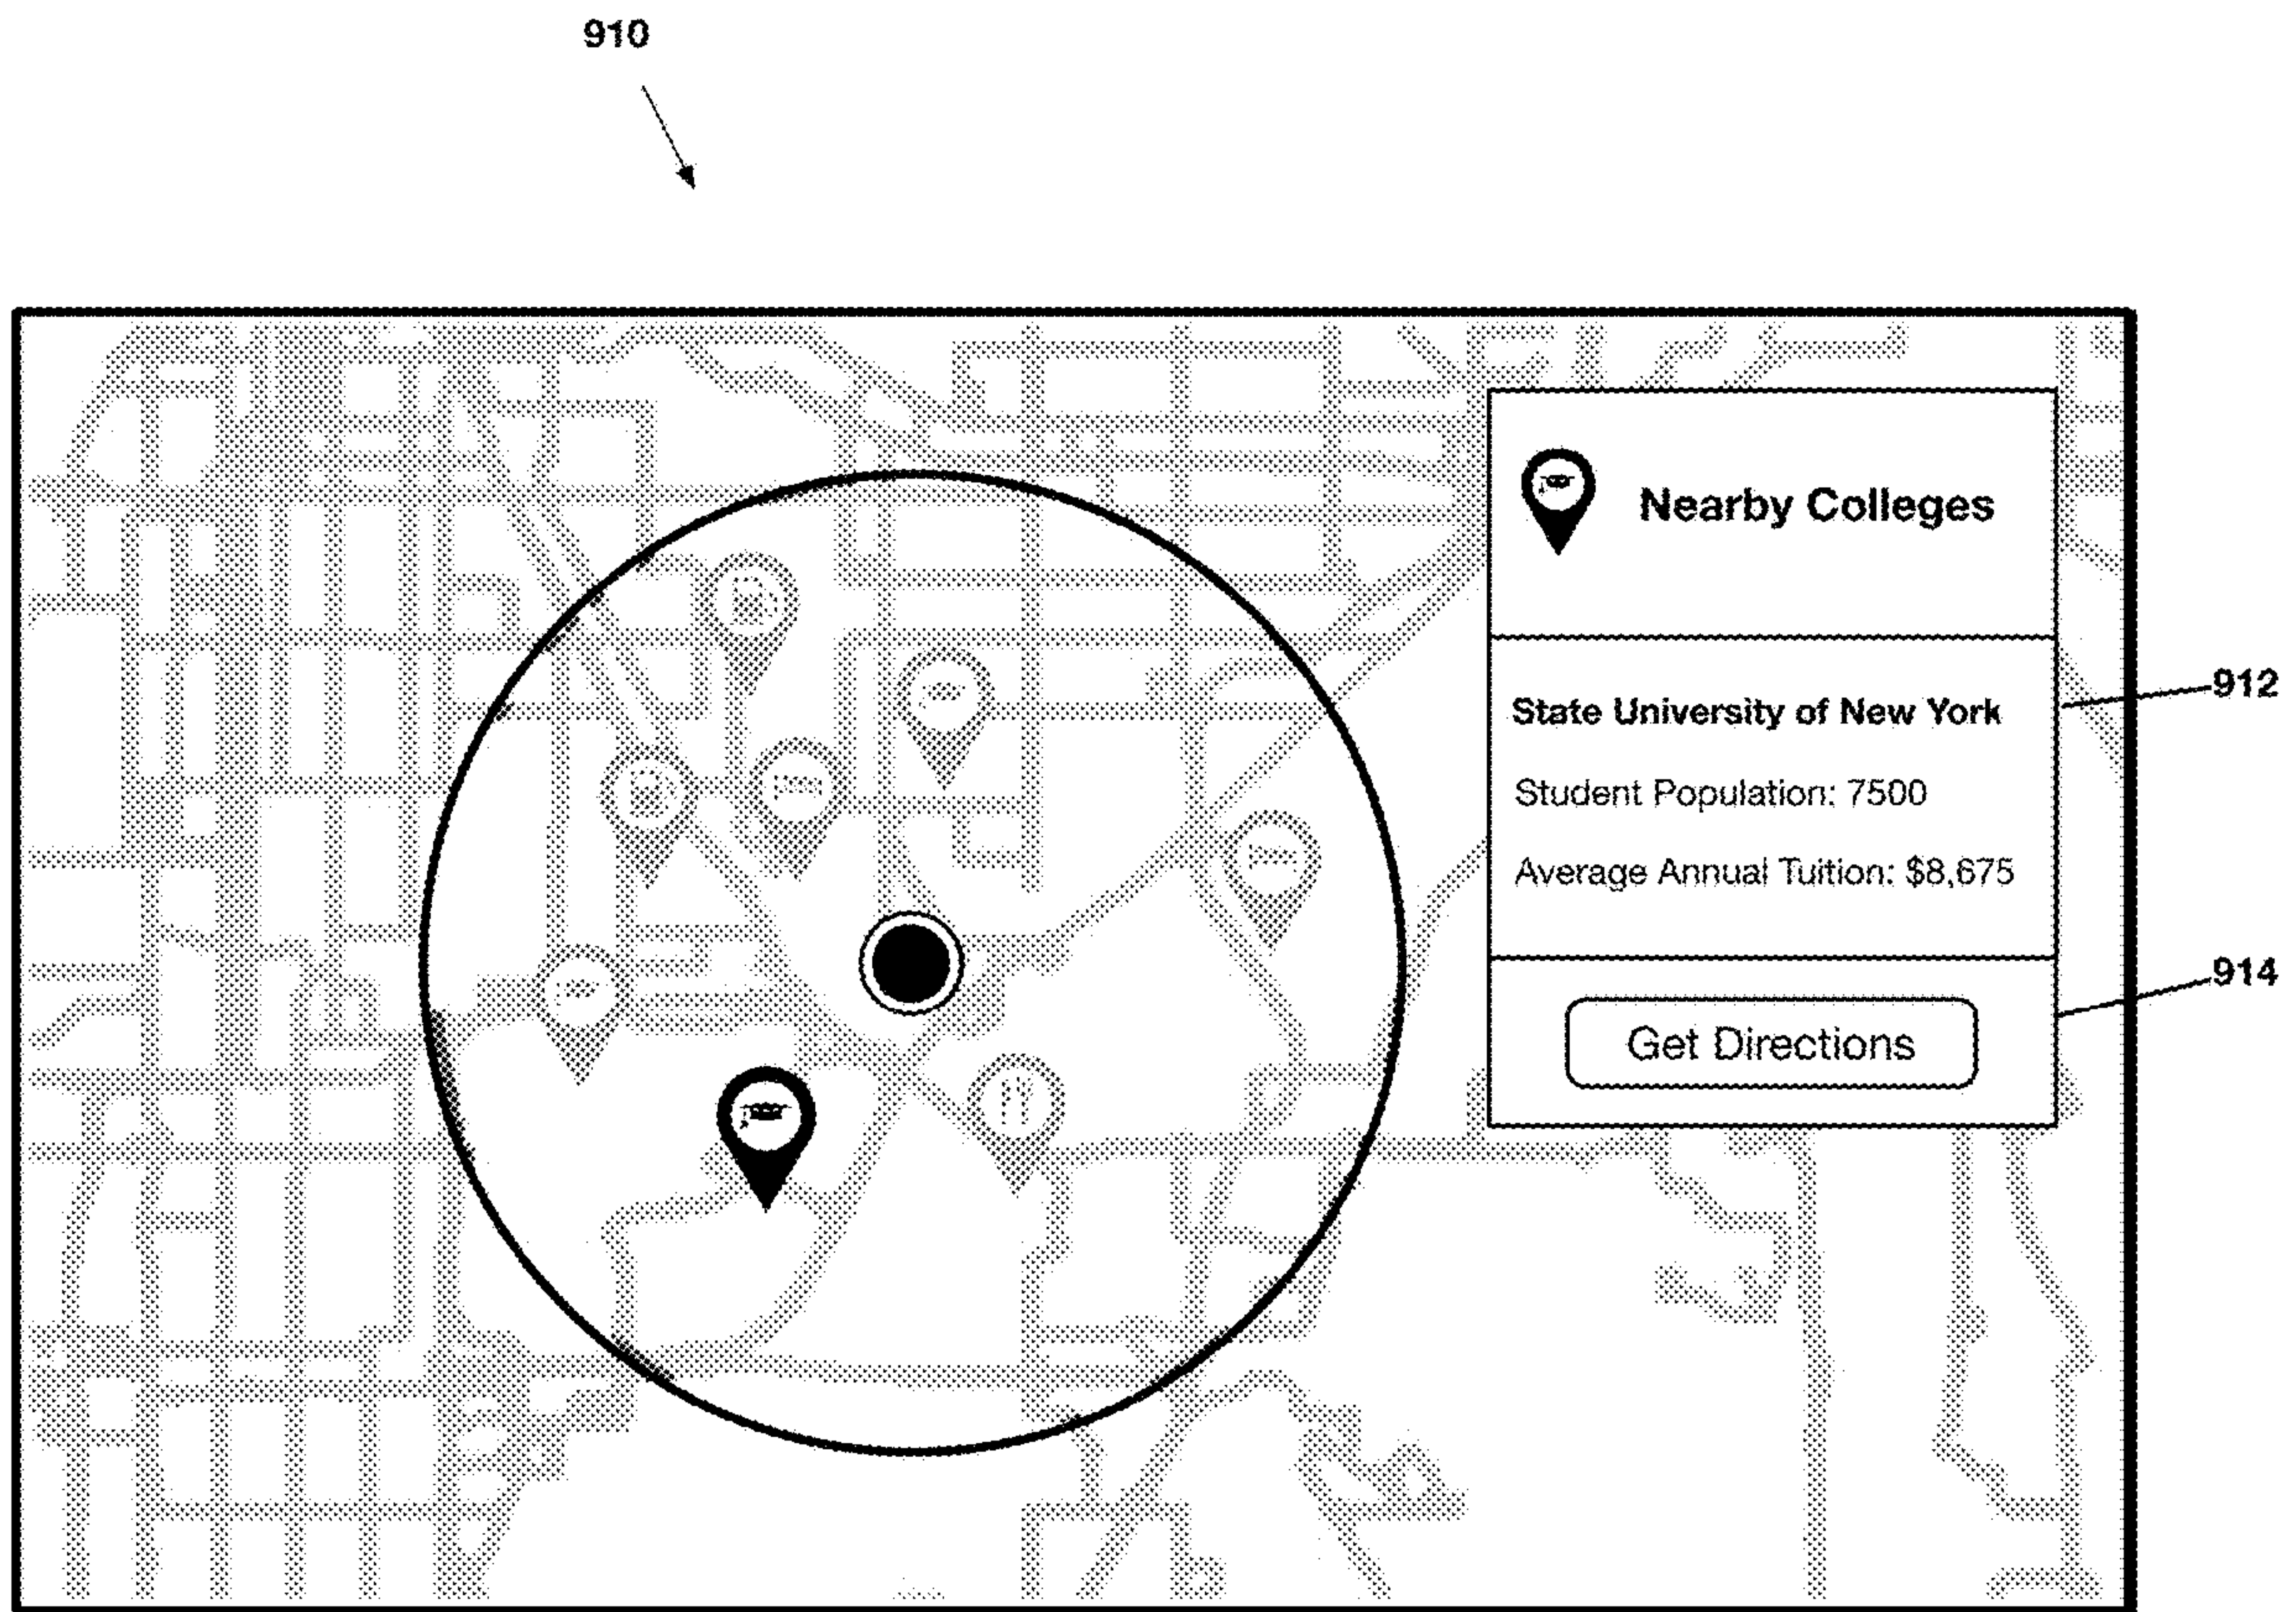 910
Nearby Colleges
State University of New York
912
Student Population: 7500
Average Annual Tuition: $8,675
914
Get Directions